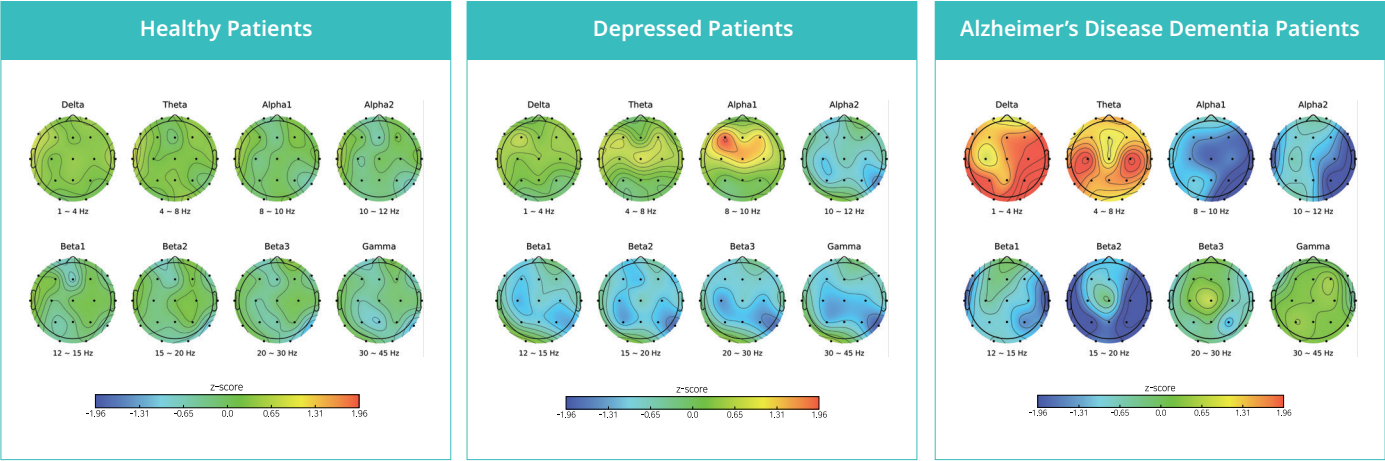 Healthy Patients
Delta Theta Alpha1 Alpha2
1 ~ 4 Hz 4 ~ 8 Hz 8 ~ 10 Hz 10 ~ 12 Hz
Beta1 Beta2 Beta3 Gamma
12 ~ 15 Hz 15 ~ 20 Hz 20 ~ 30 Hz 30 ~ 45 Hz
z-score
-1.96 -1.31 -0.65 0.0 0.65 1.31 1.96
Depressed Patients
Delta Theta Alpha1 Alpha2
1 ~ 4 Hz 4 ~ 8 Hz 8 ~ 10 Hz 10 ~ 12 Hz
Beta1 Beta2 Beta3 Gamma
12 ~ 15 Hz 15 ~ 20 Hz 20 ~ 30 Hz 30 ~ 45 Hz
z-score
-1.96 -1.31 -0.65 0.0 0.65 1.31 1.96
Alzheimer’s Disease Dementia Patients
Delta Theta Alpha1 Alpha2
1 ~ 4 Hz 4 ~ 8 Hz 8 ~ 10 Hz 10 ~ 12 Hz
Beta1 Beta2 Beta3 Gamma
12 ~ 15 Hz 15 ~ 20 Hz 20 ~ 30 Hz 30 ~ 45 Hz
z-score
-1.96 -1.31 -0.65 0.0 0.65 1.31 1.96